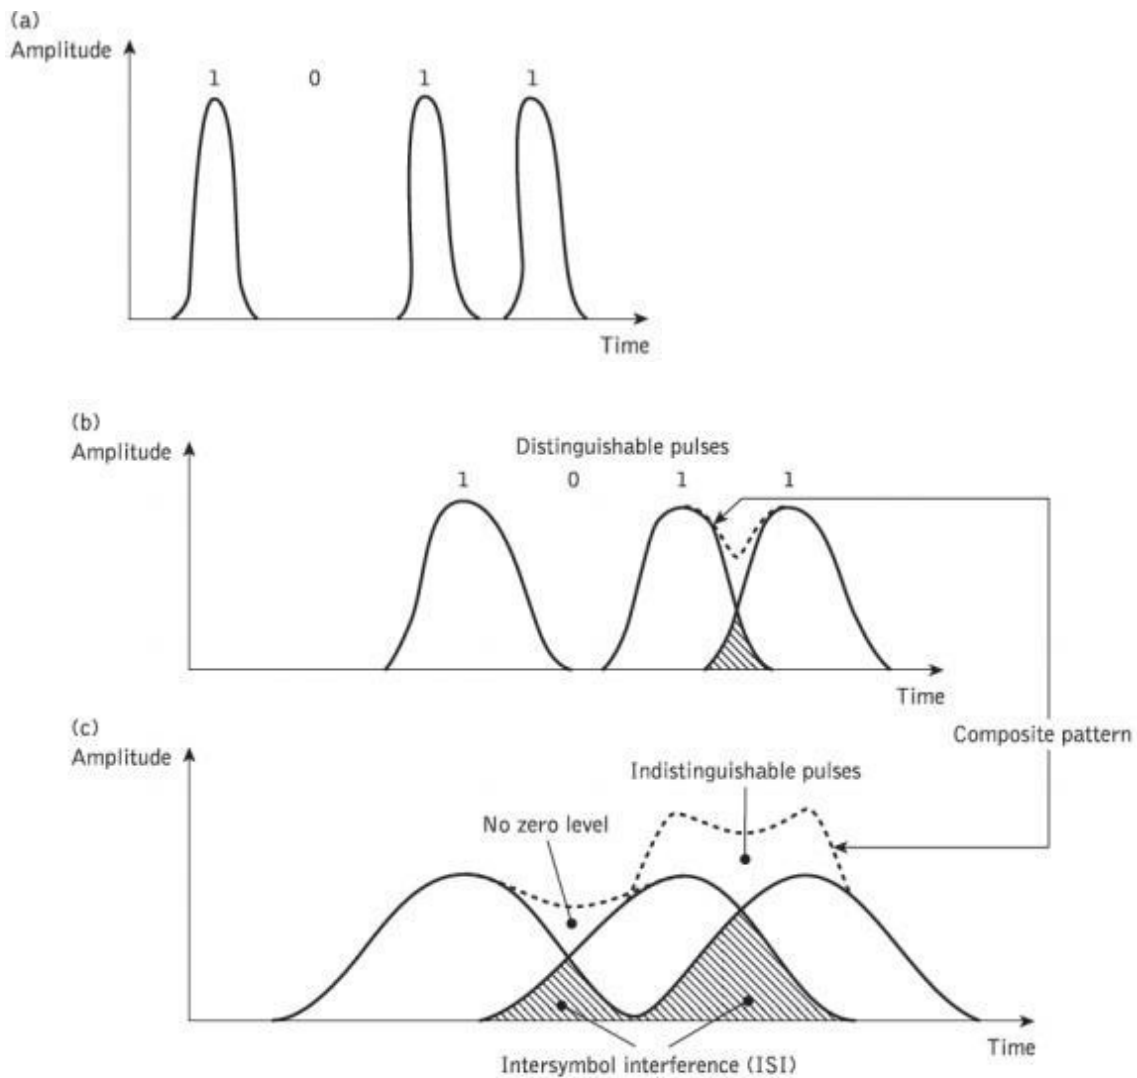 (a)
Amplitude
1 0 1 1
Time
(b)
Amplitude
Distinguishable pulses
1 0 1 1
Time
Composite pattern
(c)
Amplitude
Indistinguishable pulses
No zero level
Time
Intersymbol interference (ISI)